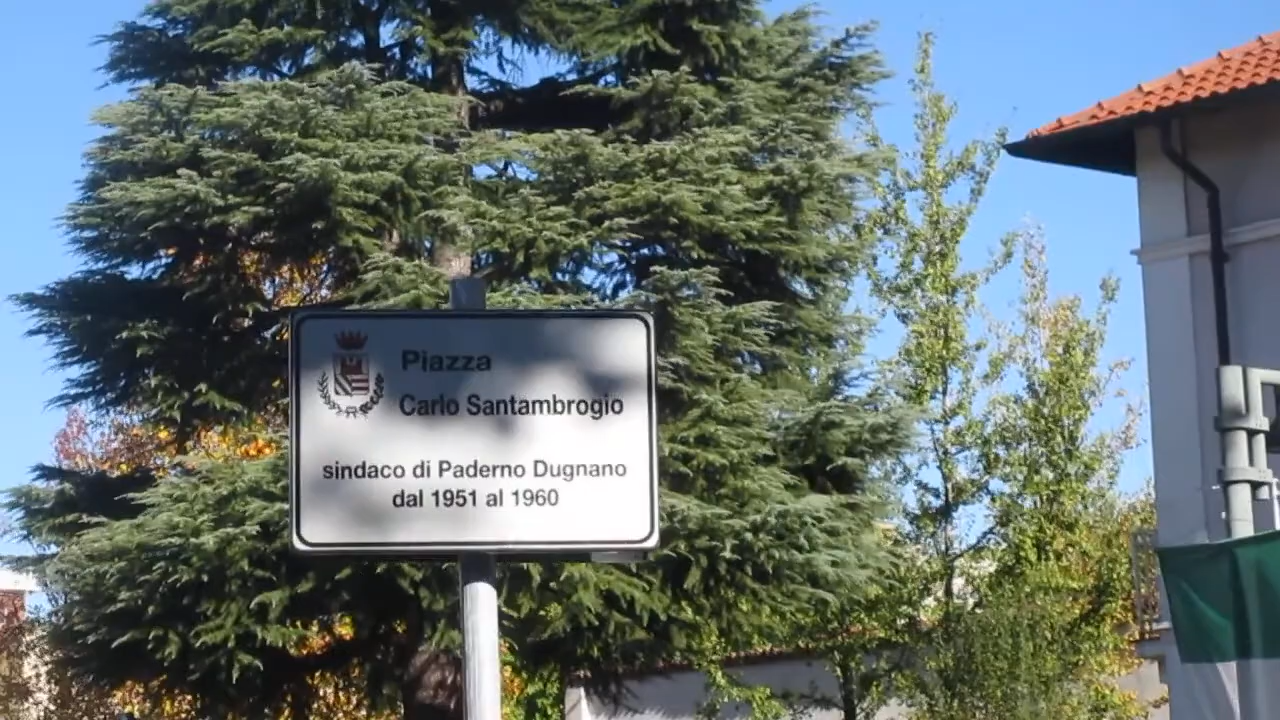 Piazza
Carlo Santambrogio
sindaco di Paderno Dugnano
dal 1951 al 1960